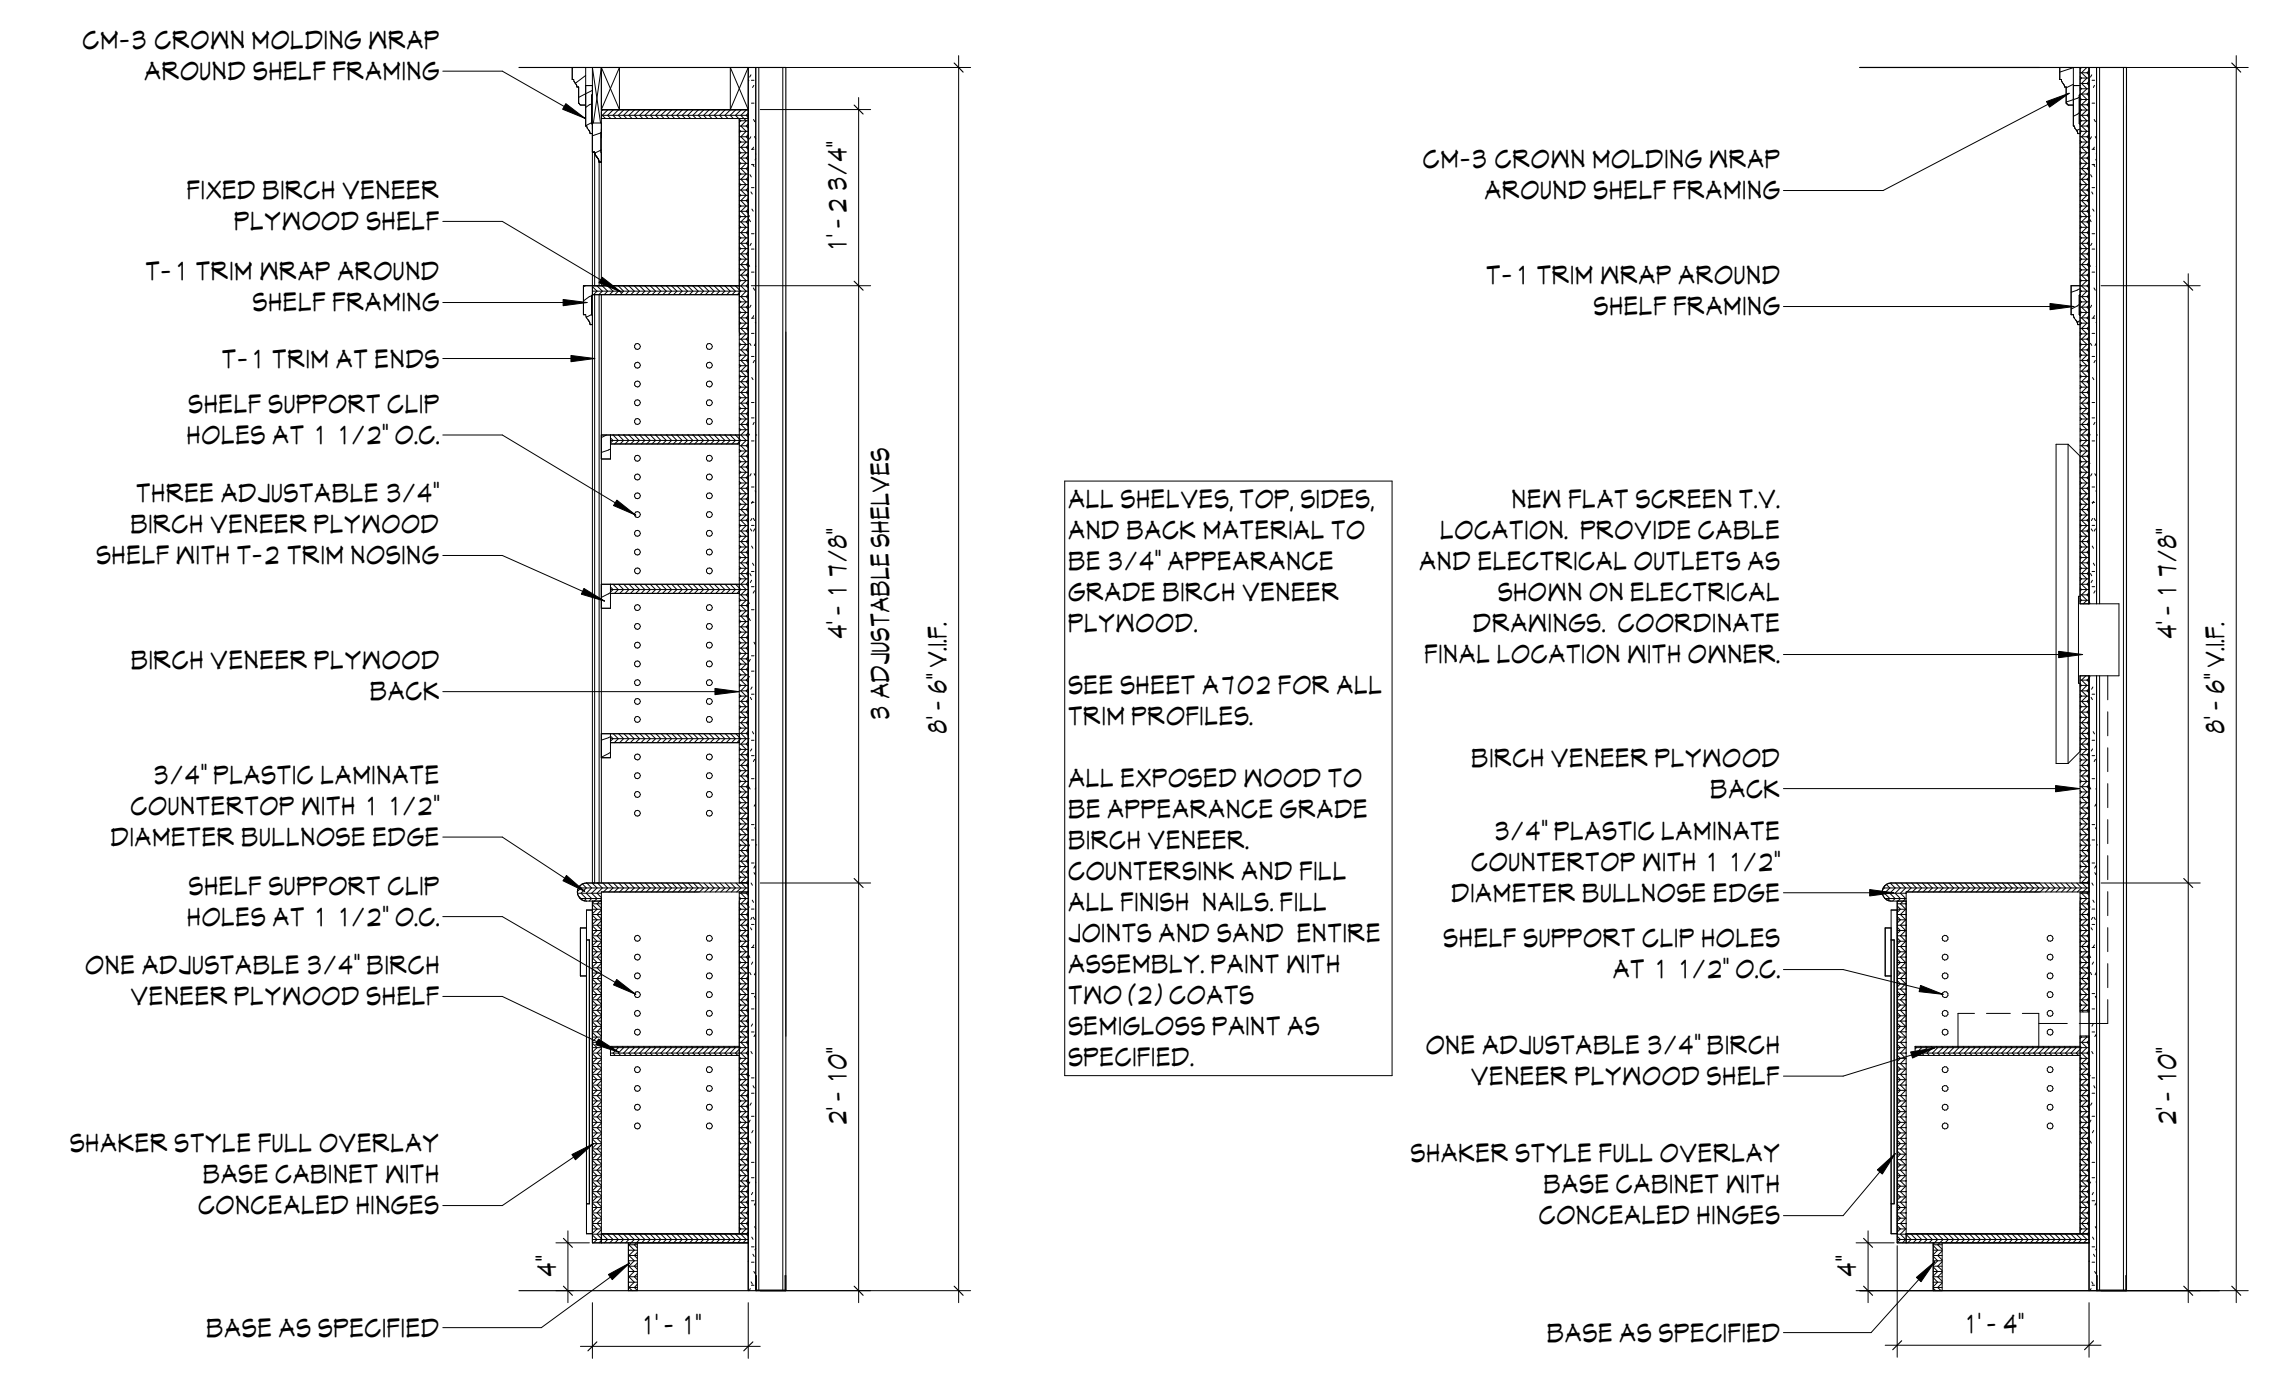 CM-3 CROWN MOLDING WRAP
AROUND SHELF FRAMING
FIXED BIRCH VENEER
PLYWOOD SHELF
T-1 TRIM WRAP AROUND
SHELF FRAMING
T-1 TRIM AT ENDS
SHELF SUPPORT CLIP
HOLES AT 1 1/2" O.C.
THREE ADJUSTABLE 3/4"
BIRCH VENEER PLYWOOD
SHELF WITH T-2 TRIM NOSING
BIRCH VENEER PLYWOOD
BACK
3/4" PLASTIC LAMINATE
COUNTERTOP WITH 1 1/2"
DIAMETER BULLNOSE EDGE
SHELF SUPPORT CLIP
HOLES AT 1 1/2" O.C.
ONE ADJUSTABLE 3/4" BIRCH
VENEER PLYWOOD SHELF
SHAKER STYLE FULL OVERLAY
BASE CABINET WITH
CONCEALED HINGES
BASE AS SPECIFIED
4"
1' - 1"
1' - 2 3/4"
4' - 1 7/8"
3 ADJUSTABLE SHELVES
2' - 10"
8' - 6" V.I.F.
ALL SHELVES, TOP, SIDES,
AND BACK MATERIAL TO
BE 3/4" APPEARANCE
GRADE BIRCH VENEER
PLYWOOD.
SEE SHEET A702 FOR ALL
TRIM PROFILES.
ALL EXPOSED WOOD TO
BE APPEARANCE GRADE
BIRCH VENEER.
COUNTERSINK AND FILL
ALL FINISH NAILS. FILL
JOINTS AND SAND ENTIRE
ASSEMBLY. PAINT WITH
TWO (2) COATS
SEMIGLOSS PAINT AS
SPECIFIED.
CM-3 CROWN MOLDING WRAP
AROUND SHELF FRAMING
T-1 TRIM WRAP AROUND
SHELF FRAMING
NEW FLAT SCREEN T.V.
LOCATION. PROVIDE CABLE
AND ELECTRICAL OUTLETS AS
SHOWN ON ELECTRICAL
DRAWINGS. COORDINATE
FINAL LOCATION WITH OWNER.
BIRCH VENEER PLYWOOD
BACK
3/4" PLASTIC LAMINATE
COUNTERTOP WITH 1 1/2"
DIAMETER BULLNOSE EDGE
SHELF SUPPORT CLIP HOLES
AT 1 1/2" O.C.
ONE ADJUSTABLE 3/4" BIRCH
VENEER PLYWOOD SHELF
SHAKER STYLE FULL OVERLAY
BASE CABINET WITH
CONCEALED HINGES
BASE AS SPECIFIED
4"
1' - 4"
4' - 1 7/8"
2' - 10"
8' - 6" V.I.F.